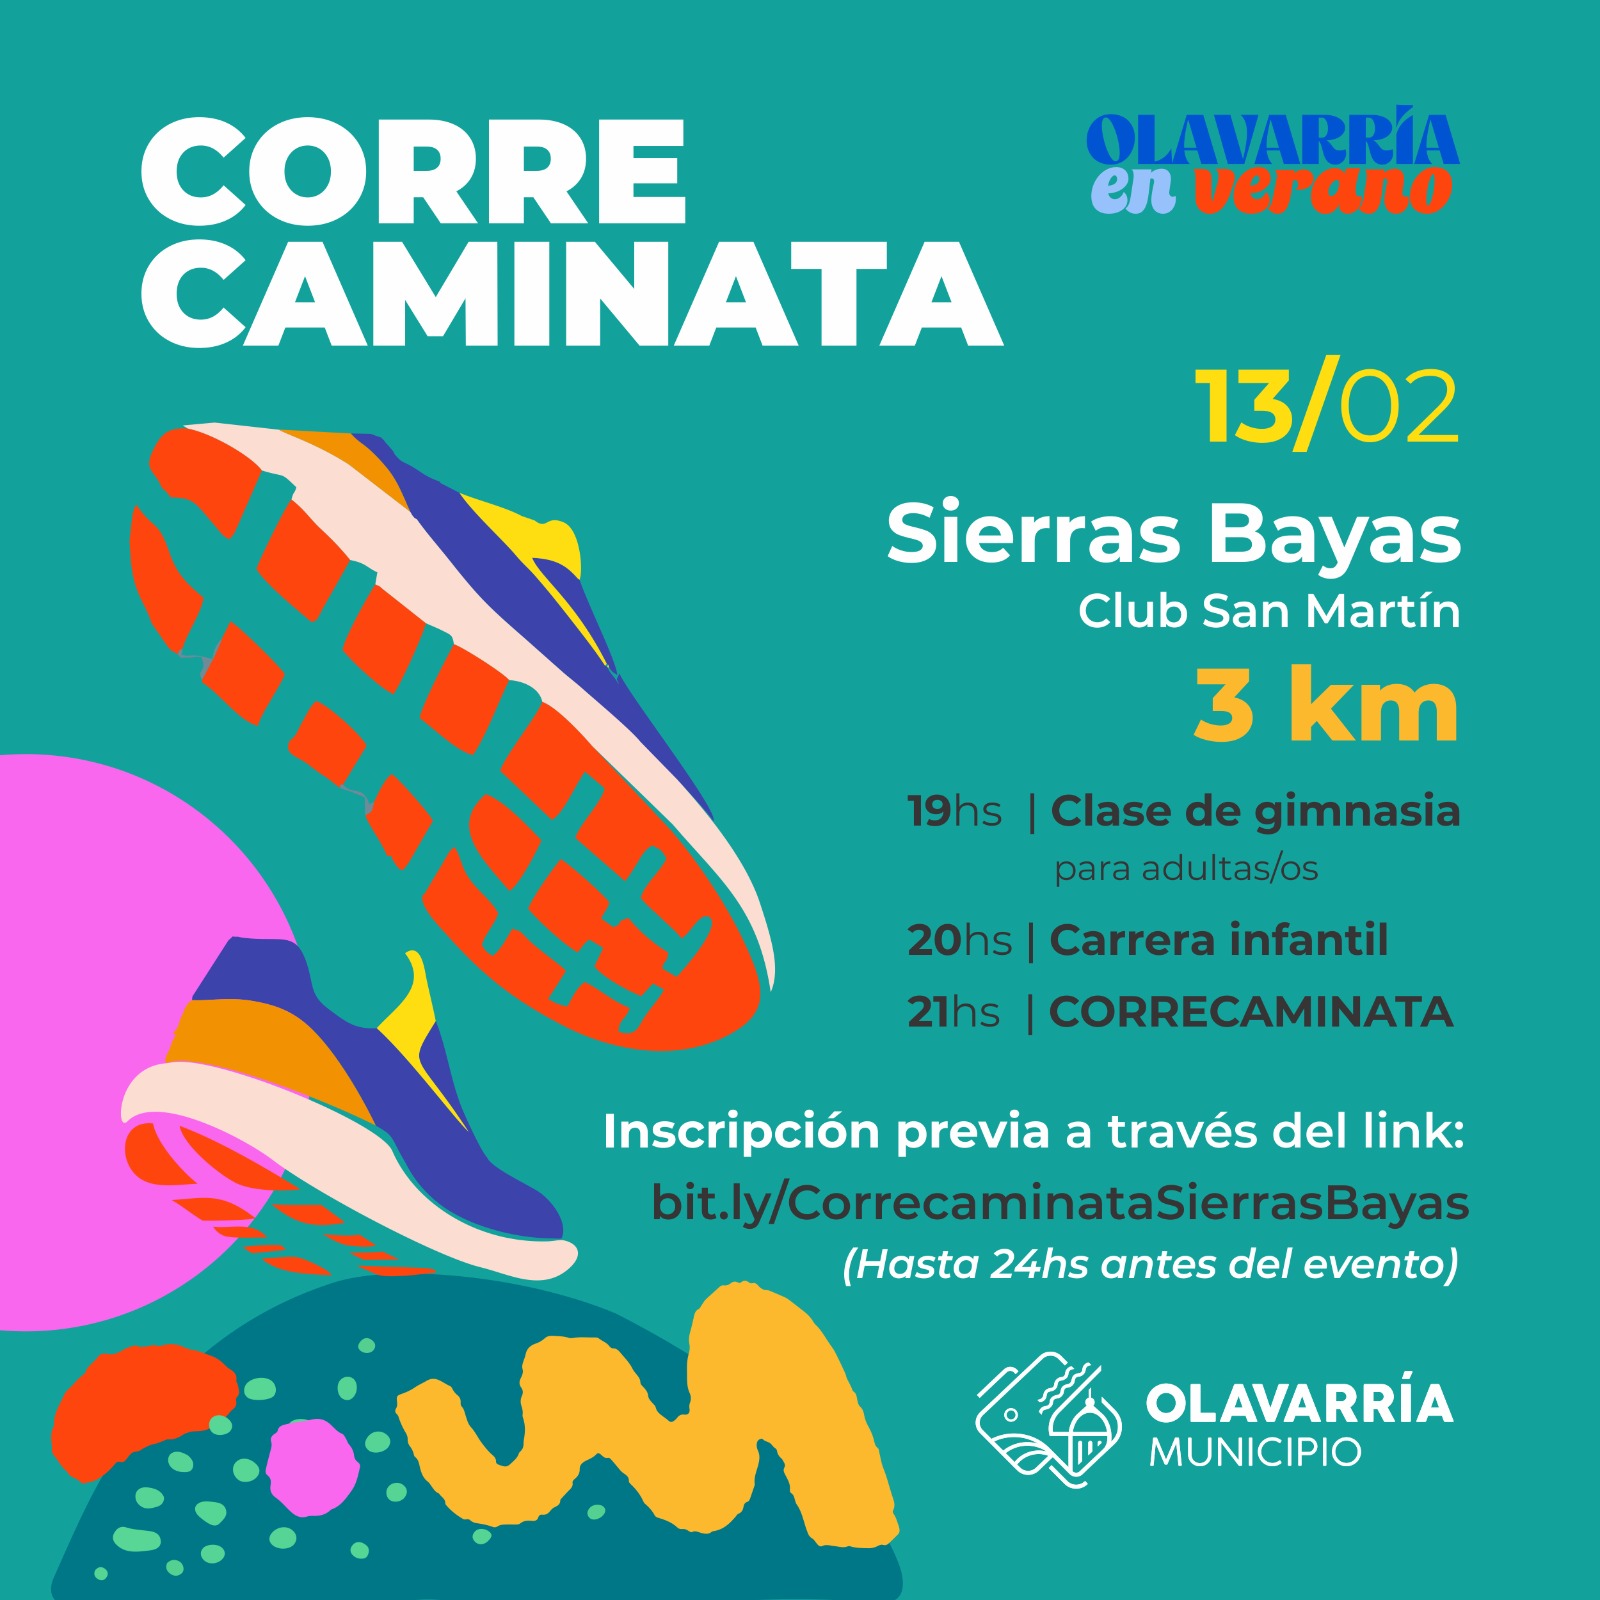 CORRE
CAMINATA
OLAVARRÍA
en verano
13/02
Sierras Bayas
Club San Martín
3 km
19hs | Clase de gimnasia
para adultas/os
20hs | Carrera infantil
21hs | CORRECAMINATA
Inscripción previa a través del link:
bit.ly/CorrecaminataSierrasBayas
(Hasta 24hs antes del evento)
OLAVARRÍA
MUNICIPIO